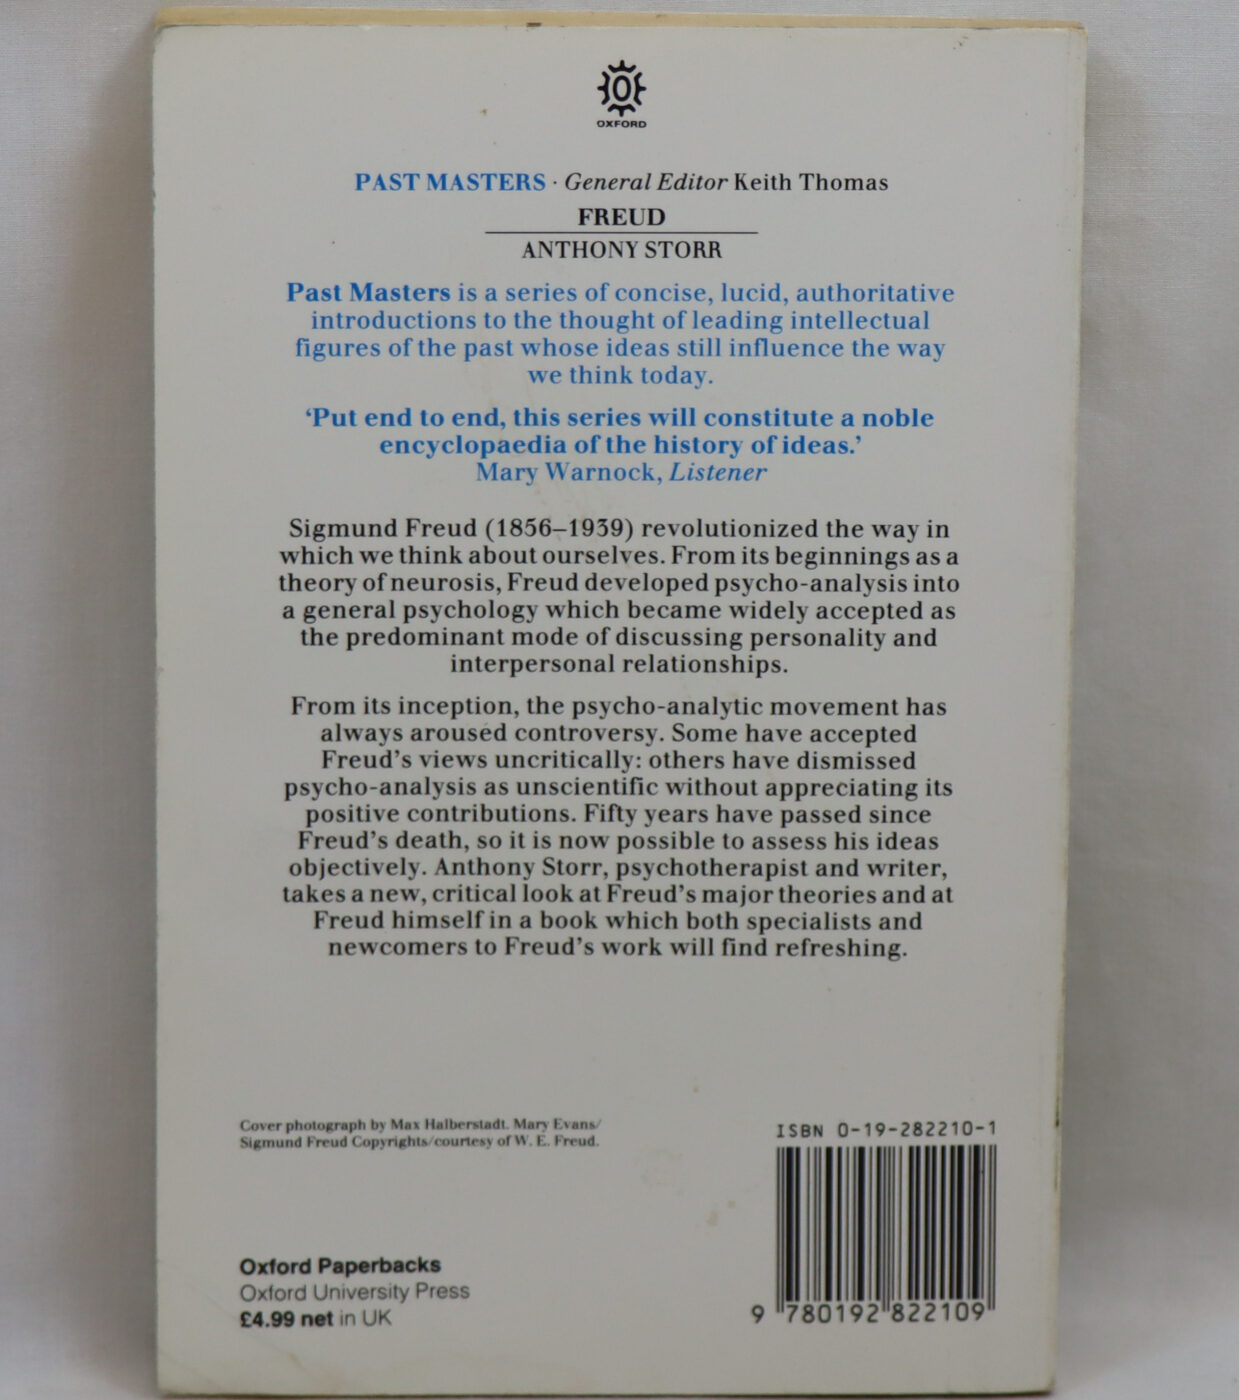 OXFORD
PAST MASTERS · General Editor Keith Thomas
FREUD
ANTHONY STORR
Past Masters is a series of concise, lucid, authoritative
introductions to the thought of leading intellectual
figures of the past whose ideas still influence the way
we think today.
‘Put end to end, this series will constitute a noble
encyclopaedia of the history of ideas.’
Mary Warnock, Listener
Sigmund Freud (1856–1939) revolutionized the way in
which we think about ourselves. From its beginnings as a
theory of neurosis, Freud developed psycho-analysis into
a general psychology which became widely accepted as
the predominant mode of discussing personality and
interpersonal relationships.
From its inception, the psycho-analytic movement has
always aroused controversy. Some have accepted
Freud’s views uncritically: others have dismissed
psycho-analysis as unscientific without appreciating its
positive contributions. Fifty years have passed since
Freud’s death, so it is now possible to assess his ideas
objectively. Anthony Storr, psychotherapist and writer,
takes a new, critical look at Freud’s major theories and at
Freud himself in a book which both specialists and
newcomers to Freud’s work will find refreshing.
Cover photograph by Max Halberstadt. Mary Evans/
Sigmund Freud Copyrights/courtesy of W. E. Freud.
ISBN 0-19-282210-1
Oxford Paperbacks
Oxford University Press
£4.99 net in UK
9 780192 822109